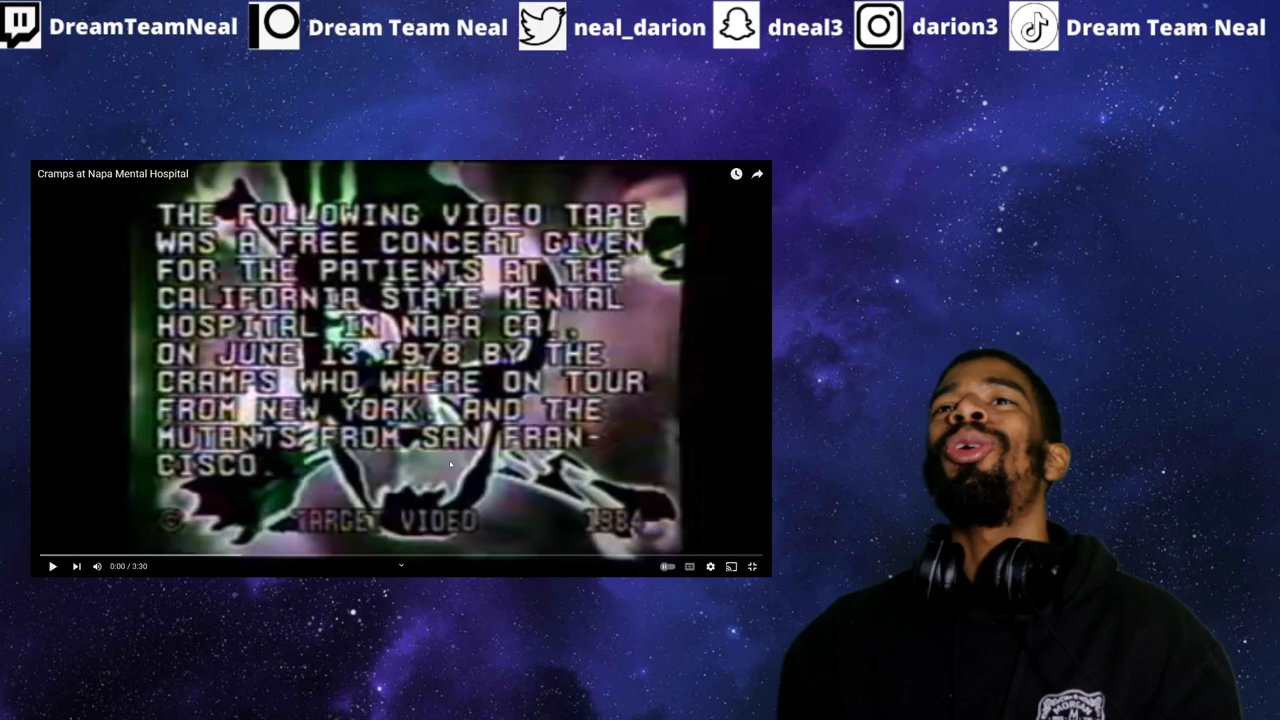 DreamTeamNeal
Dream Team Neal
neal_darion
dneal3
darion3
Dream Team Neal
Cramps at Napa Mental Hospital
THE FOLLOWING VIDEO TAPE
WAS A FREE CONCERT GIVEN
FOR THE PATIENTS AT THE
CALIFORNIA STATE MENTAL
HOSPITAL IN NAPA CA..
ON JUNE 13 1978 BY THE
CRAMPS WHO WHERE ON TOUR
FROM NEW YORK, AND THE
MUTANTS FROM SAN FRAN-
CISCO.
© TARGET VIDEO 1984
0:00 / 3:30
MORGAN